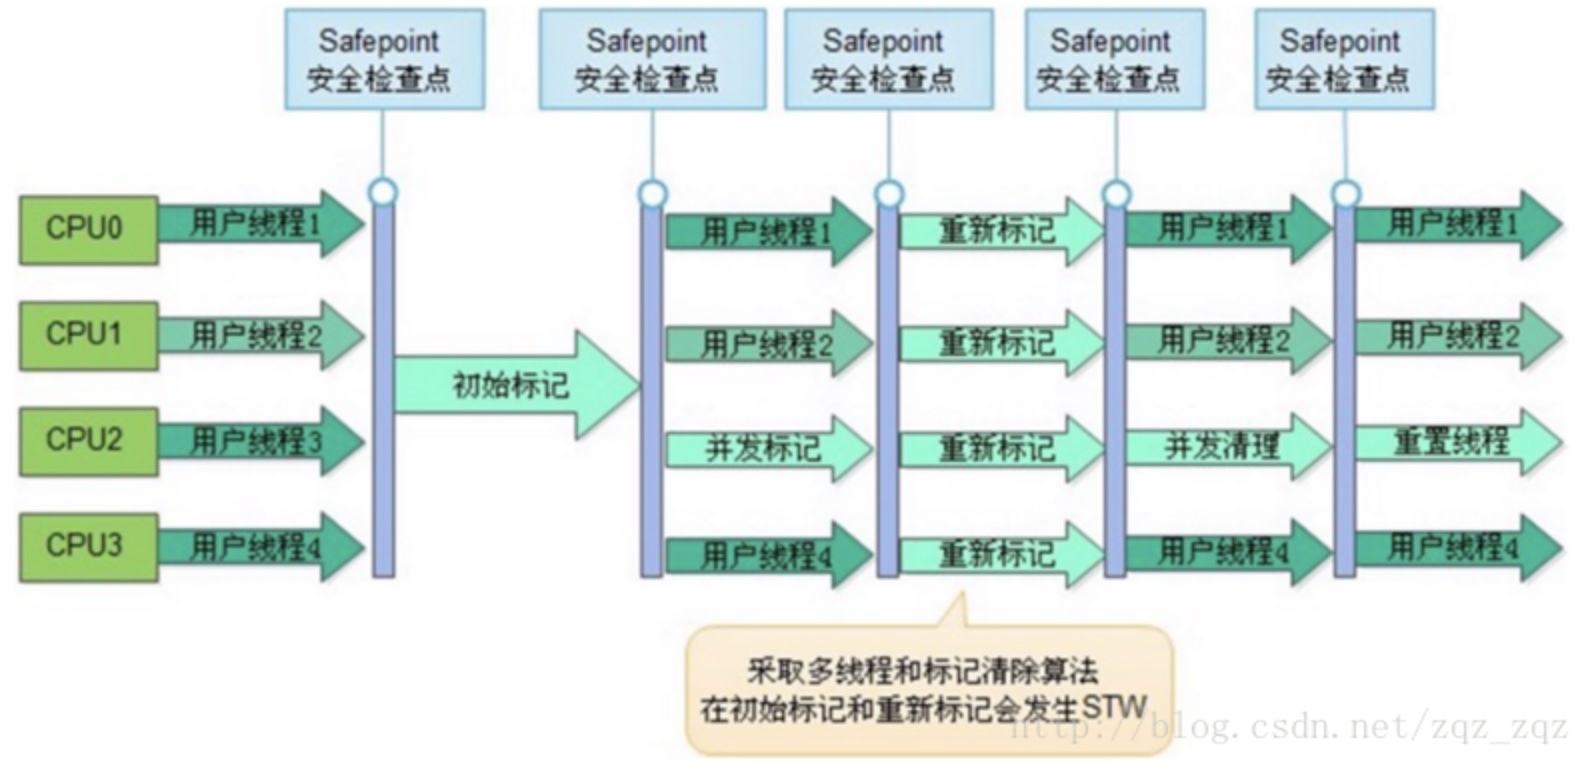 Safepoint
安全检查点
Safepoint
安全检查点
Safepoint
安全检查点
Safepoint
安全检查点
Safepoint
安全检查点
CPU0
用户线程1
用户线程1
重新标记
用户线程1
用户线程1
CPU1
用户线程2
用户线程2
重新标记
用户线程2
用户线程2
初始标记
CPU2
用户线程3
并发标记
重新标记
并发清理
重置线程
CPU3
用户线程4
用户线程4
重新标记
用户线程4
用户线程4
采取多线程和标记清除算法
在初始标记和重新标记会发生STW
http://blog.csdn.net/zqz_zqz